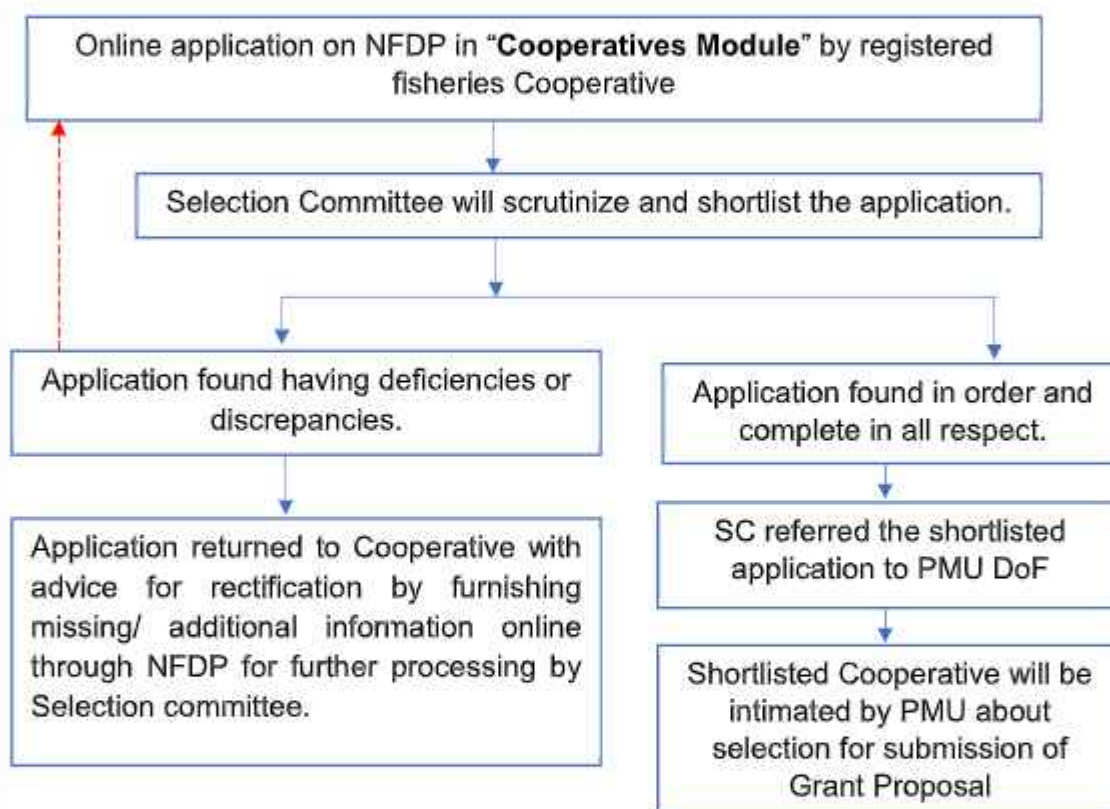 Online application on NFDP in “Cooperatives Module” by registered
fisheries Cooperative
Selection Committee will scrutinize and shortlist the application.
Application found having deficiencies or
discrepancies.
Application returned to Cooperative with
advice for rectification by furnishing
missing/ additional information online
through NFDP for further processing by
Selection committee.
Application found in order and
complete in all respect.
SC referred the shortlisted
application to PMU DoF
Shortlisted Cooperative will be
intimated by PMU about
selection for submission of
Grant Proposal